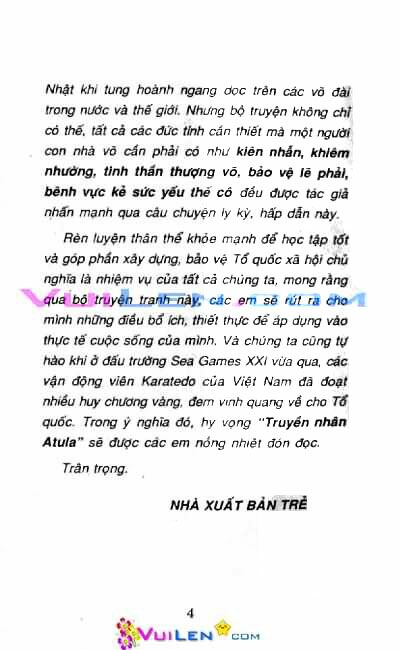 Nhật khi tung hoành ngang dọc trên các võ đài
trong nước và thế giới. Nhưng bộ truyện không chỉ
có thế, tất cả các đức tính cần thiết mà một người
con nhà võ cần phải có như kiên nhẫn, khiêm
nhường, tinh thần thượng võ, bảo vệ lẽ phải,
bênh vực kẻ sức yếu thế cô đều được tác giả
nhấn mạnh qua câu chuyện ly kỳ, hấp dẫn này.
Rèn luyện thân thể khỏe mạnh để học tập tốt
và góp phần xây dựng, bảo vệ Tổ quốc xã hội chủ
nghĩa là nhiệm vụ của tất cả chúng ta, mong rằng
qua bộ truyện tranh này, các em sẽ rút ra cho
mình những điều bổ ích, thiết thực để áp dụng vào
thực tế cuộc sống của mình. Và chúng ta cũng tự
hào khi ở đấu trường Sea Games XXI vừa qua, các
vận động viên Karatedo của Việt Nam đã đoạt
nhiều huy chương vàng, đem vinh quang về cho Tổ
quốc. Trong ý nghĩa đó, hy vọng "Truyền nhân
Atula" sẽ được các em nồng nhiệt đón đọc.
Trân trọng.
NHÀ XUẤT BẢN TRẺ
4
VUILEN.COM